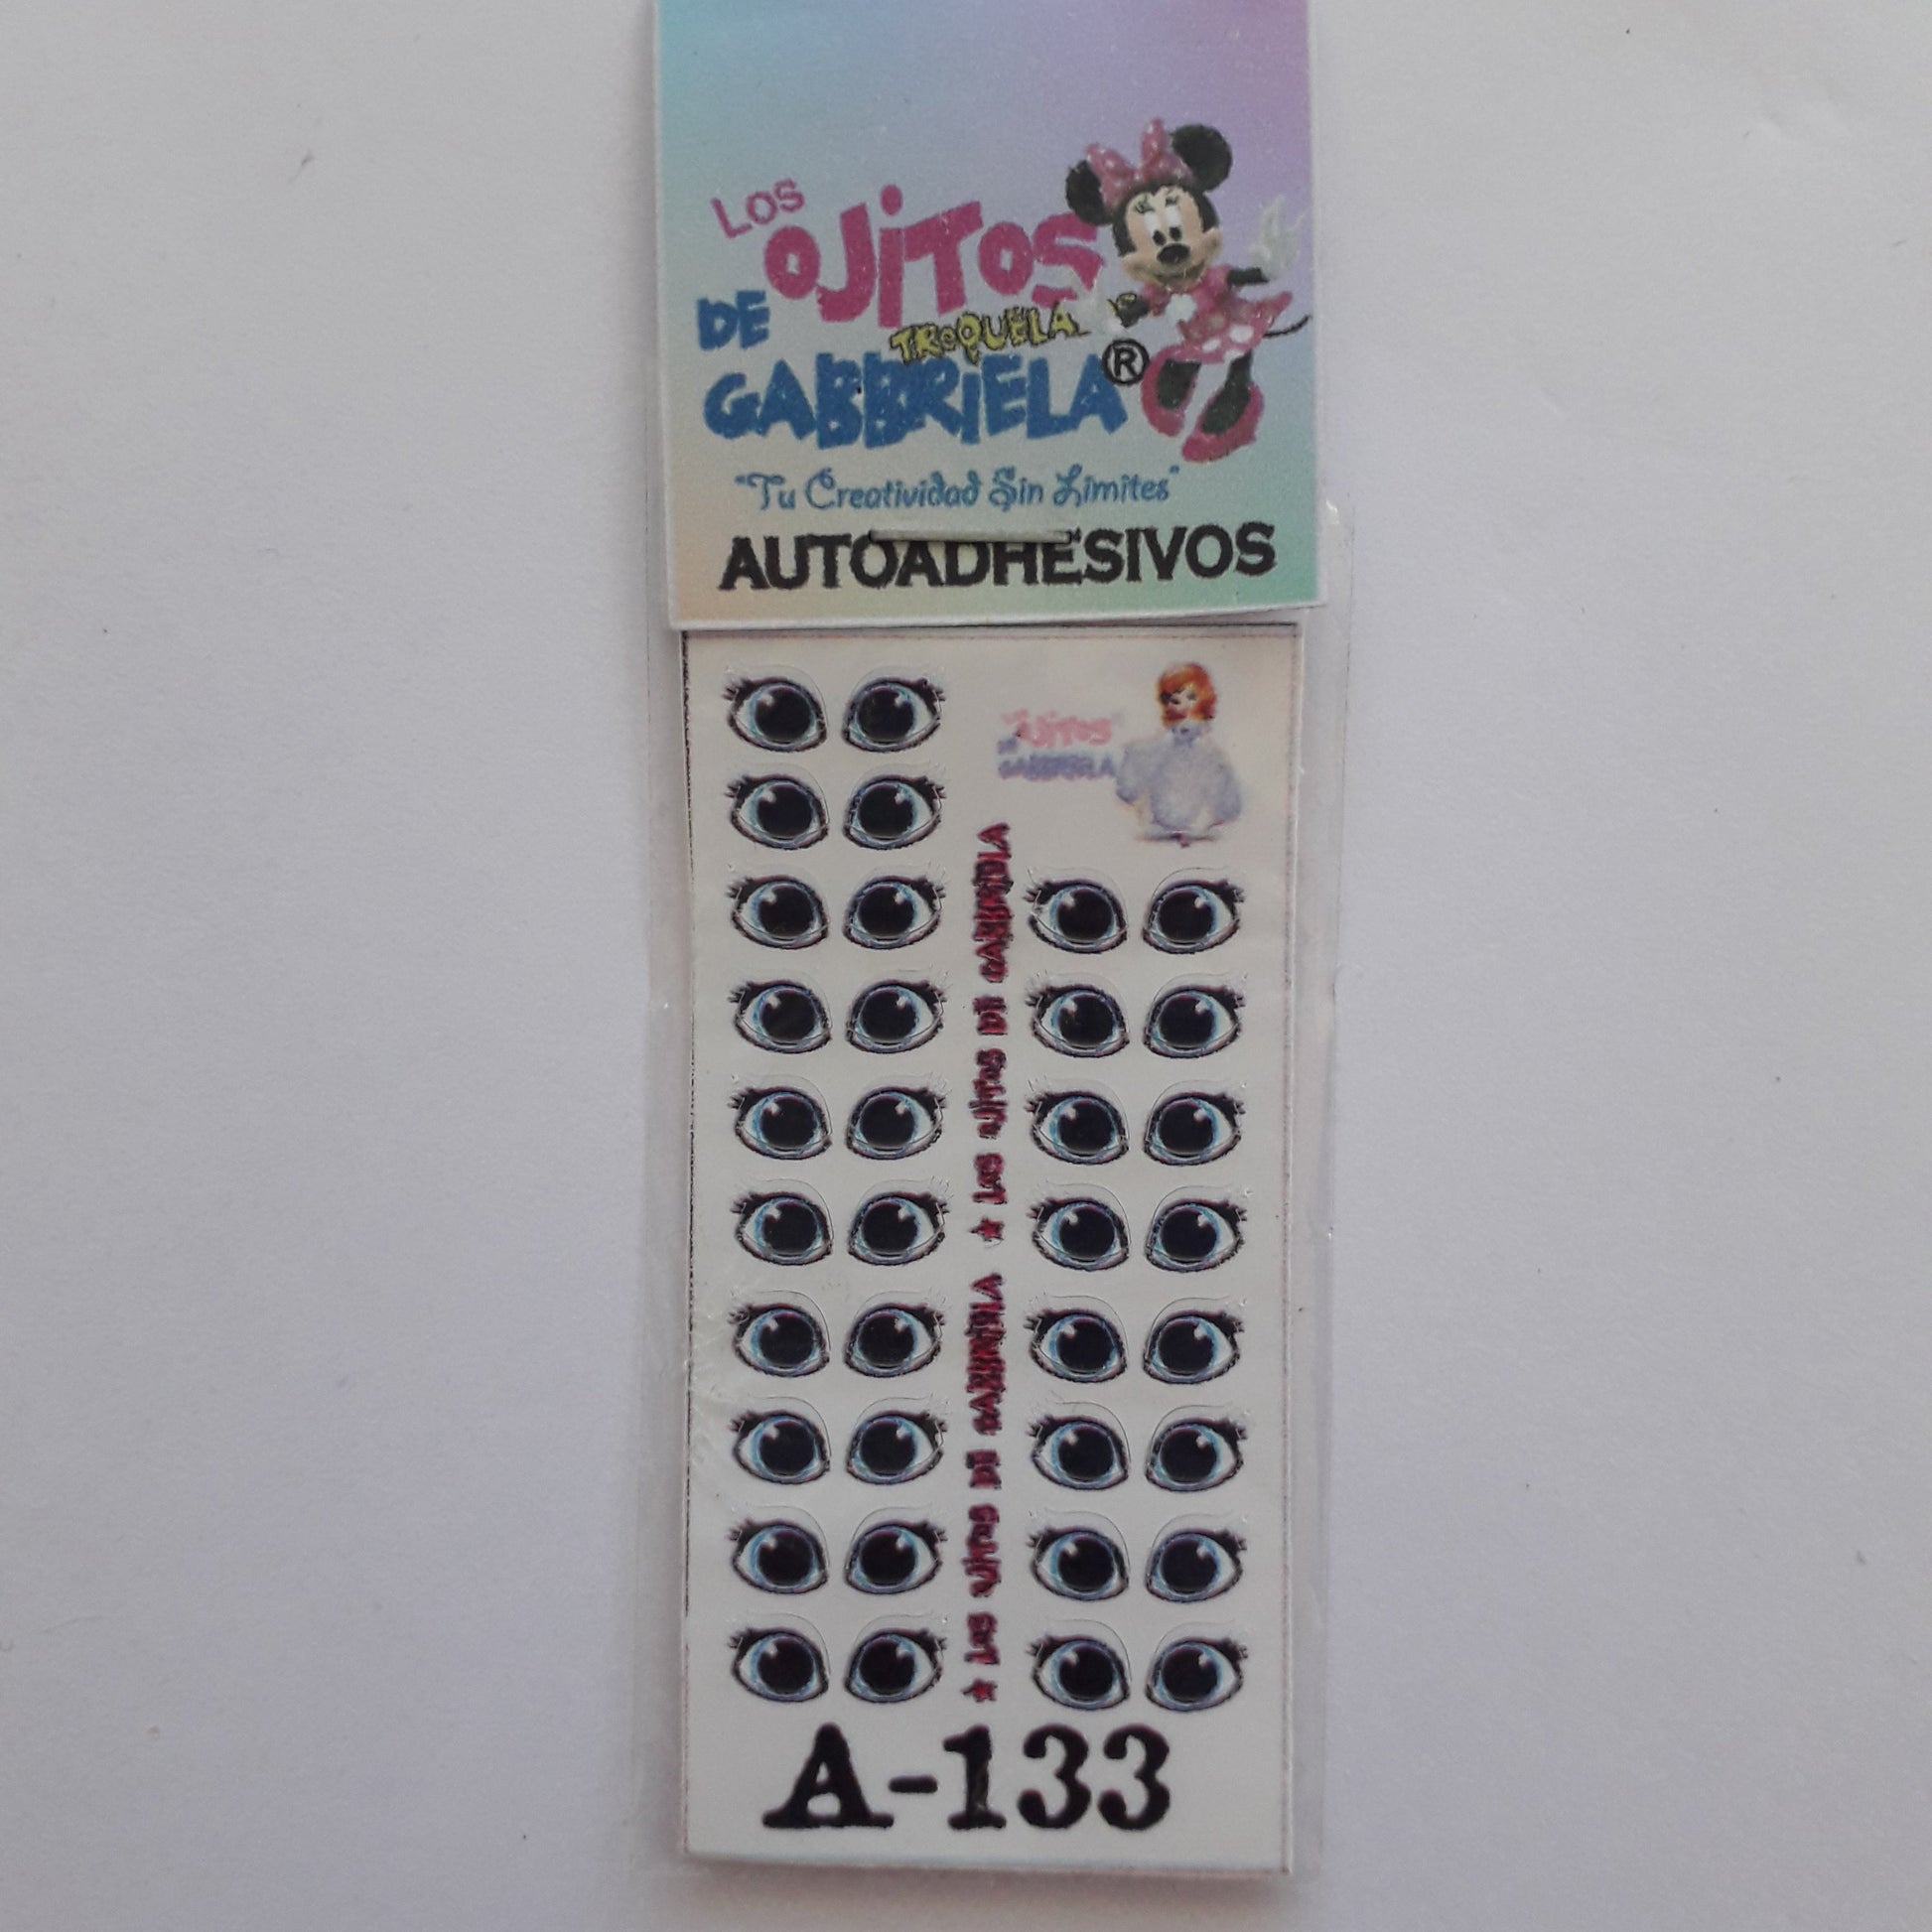 LOS
OJITOS
DE
TROQUELA
GABBRIELA®
"Tu Creatividad Sin Limites"
AUTOADHESIVOS
OJITOS
DE
GABBRIELA
★ LOS OJITOS DE GABBRIELA ★ LOS OJITOS DE GABBRIELA
A-133